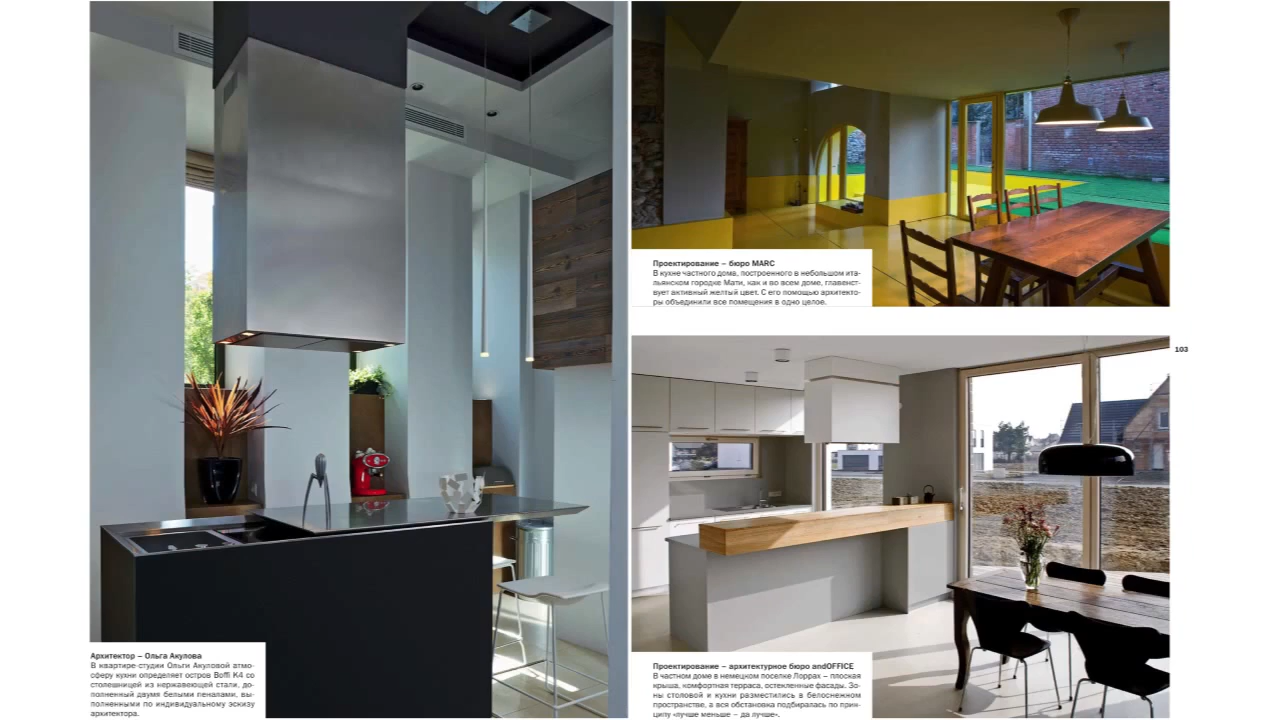 Архитектор – Ольга Акулова
В квартире-студии Ольги Акуловой атмо-
сферу кухни определяет остров Boffi K4 со
столешницей из нержавеющей стали, до-
полненный двумя белыми пеналами, вы-
полненными по индивидуальному эскизу
архитектора.
Проектирование – бюро MARC
В кухне частного дома, построенного в небольшом ита-
льянском городке Мати, как и во всем доме, главенст-
вует активный желтый цвет. С его помощью архитекто-
ры объединили все помещения в одно целое.
103
Проектирование – архитектурное бюро andOFFICE
В частном доме в немецком поселке Лоррах – плоская
крыша, комфортная терраса, остекленные фасады. Зо-
ны столовой и кухни разместились в белоснежном
пространстве, а вся обстановка подбиралась по прин-
ципу «лучше меньше – да лучше».